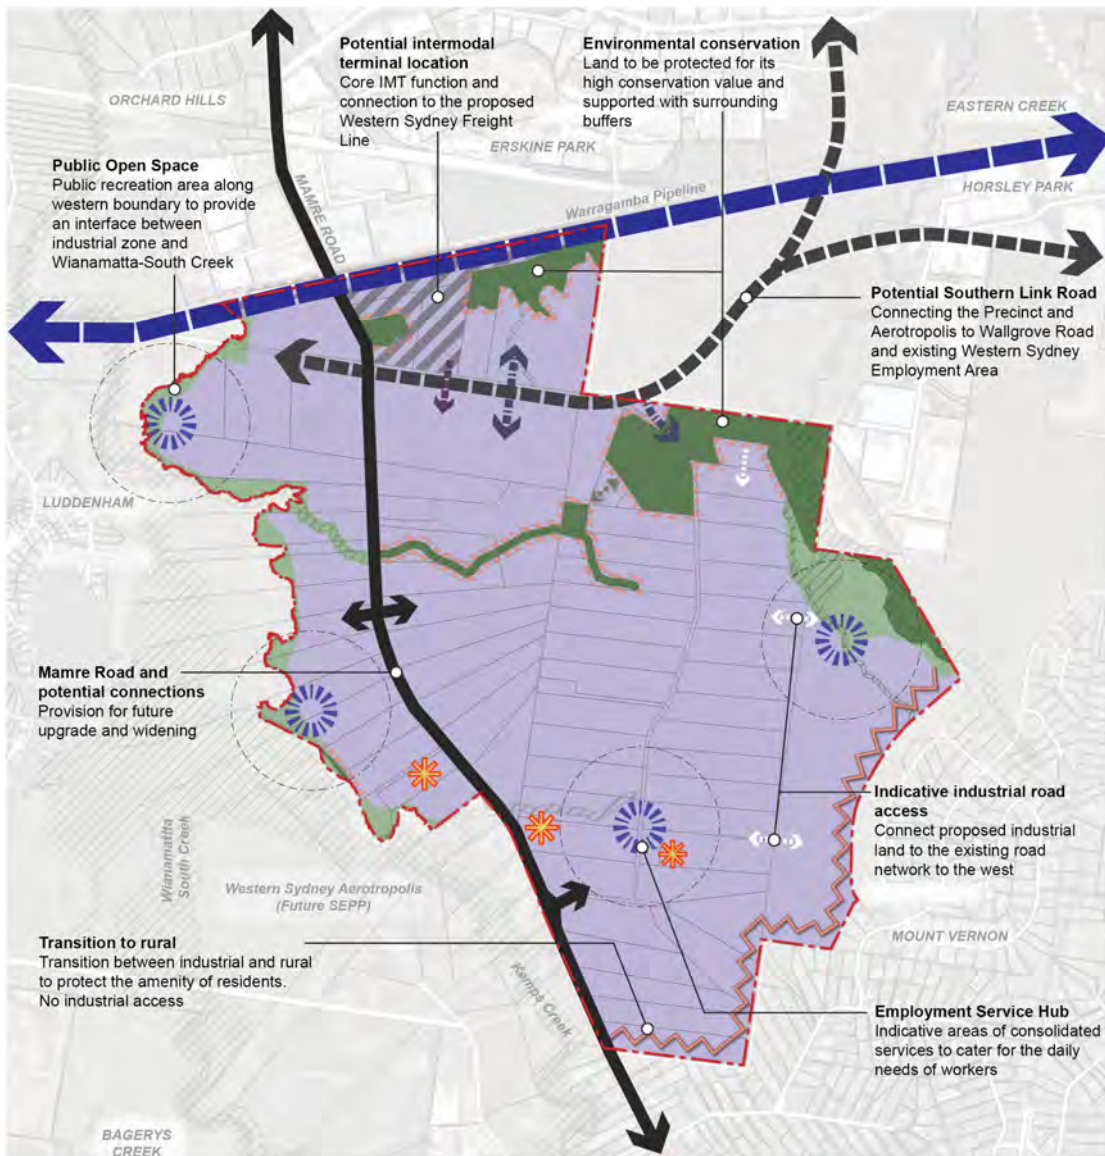 Potential intermodal
terminal location
Core IMT function and
connection to the proposed
Western Sydney Freight
Line
Environmental conservation
Land to be protected for its
high conservation value and
supported with surrounding
buffers
ORCHARD HILLS
EASTERN CREEK
ERSKINE PARK
Public Open Space
Public recreation area along
western boundary to provide
an interface between
industrial zone and
Wianamatta-South Creek
MAMRE ROAD
Warragamba Pipeline
HORSLEY PARK
Potential Southern Link Road
Connecting the Precinct and
Aerotropolis to Wallgrove Road
and existing Western Sydney
Employment Area
LUDDENHAM
Mamre Road and
potential connections
Provision for future
upgrade and widening
Indicative industrial road
access
Connect proposed industrial
land to the existing road
network to the west
Wianamattta
South Creek
Western Sydney Aerotropolis
(Future SEPP)
MOUNT VERNON
Transition to rural
Transition between industrial and rural
to protect the amenity of residents.
No industrial access
Kemps Creek
Employment Service Hub
Indicative areas of consolidated
services to cater for the daily
needs of workers
BAGERYS
CREEK